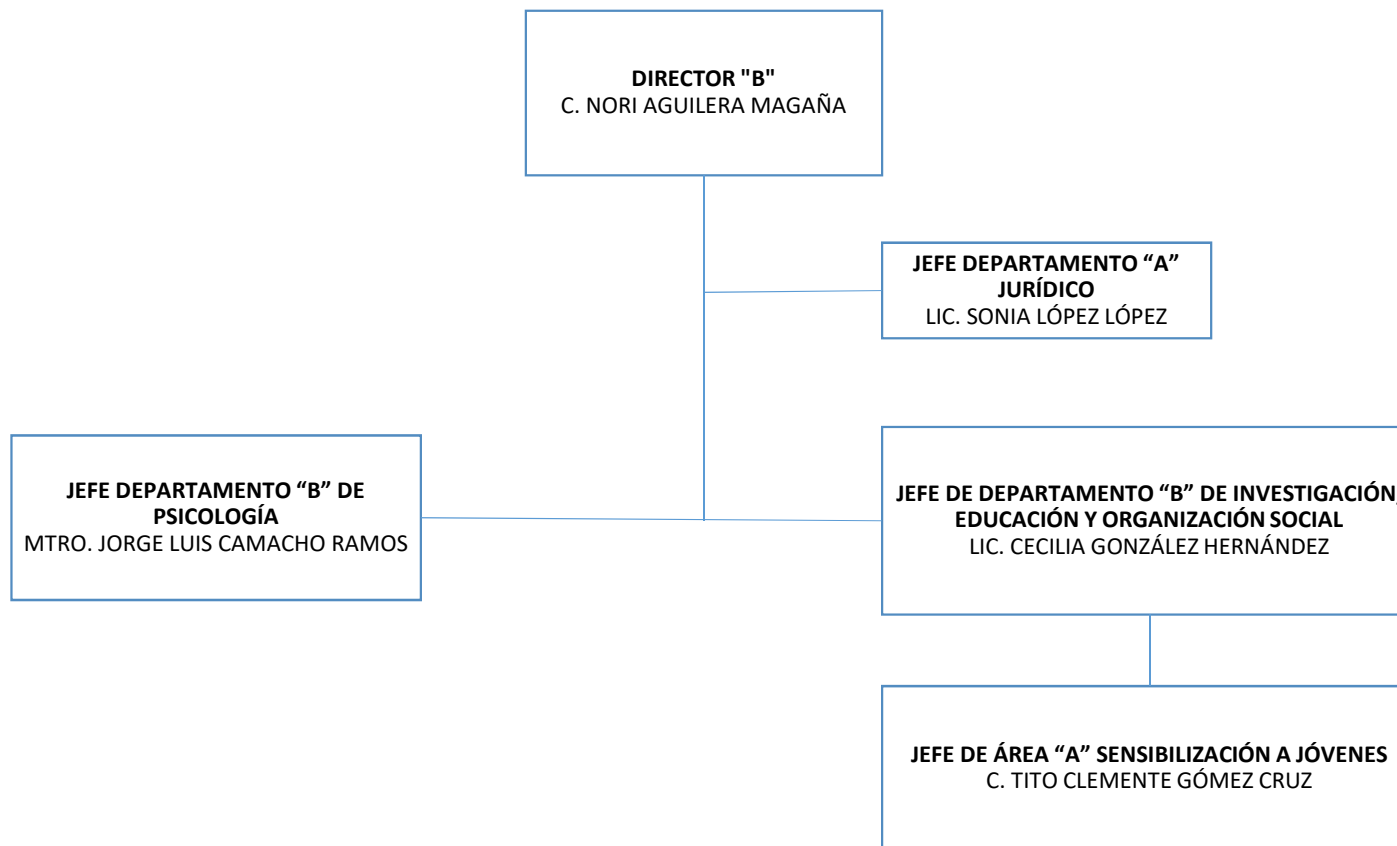 DIRECTOR "B"
C. NORI AGUILERA MAGAÑA
JEFE DEPARTAMENTO “A”
JURÍDICO
LIC. SONIA LÓPEZ LÓPEZ
JEFE DEPARTAMENTO “B” DE
PSICOLOGÍA
MTRO. JORGE LUIS CAMACHO RAMOS
JEFE DE DEPARTAMENTO “B” DE INVESTIGACIÓN,
EDUCACIÓN Y ORGANIZACIÓN SOCIAL
LIC. CECILIA GONZÁLEZ HERNÁNDEZ
JEFE DE ÁREA “A” SENSIBILIZACIÓN A JÓVENES
C. TITO CLEMENTE GÓMEZ CRUZ